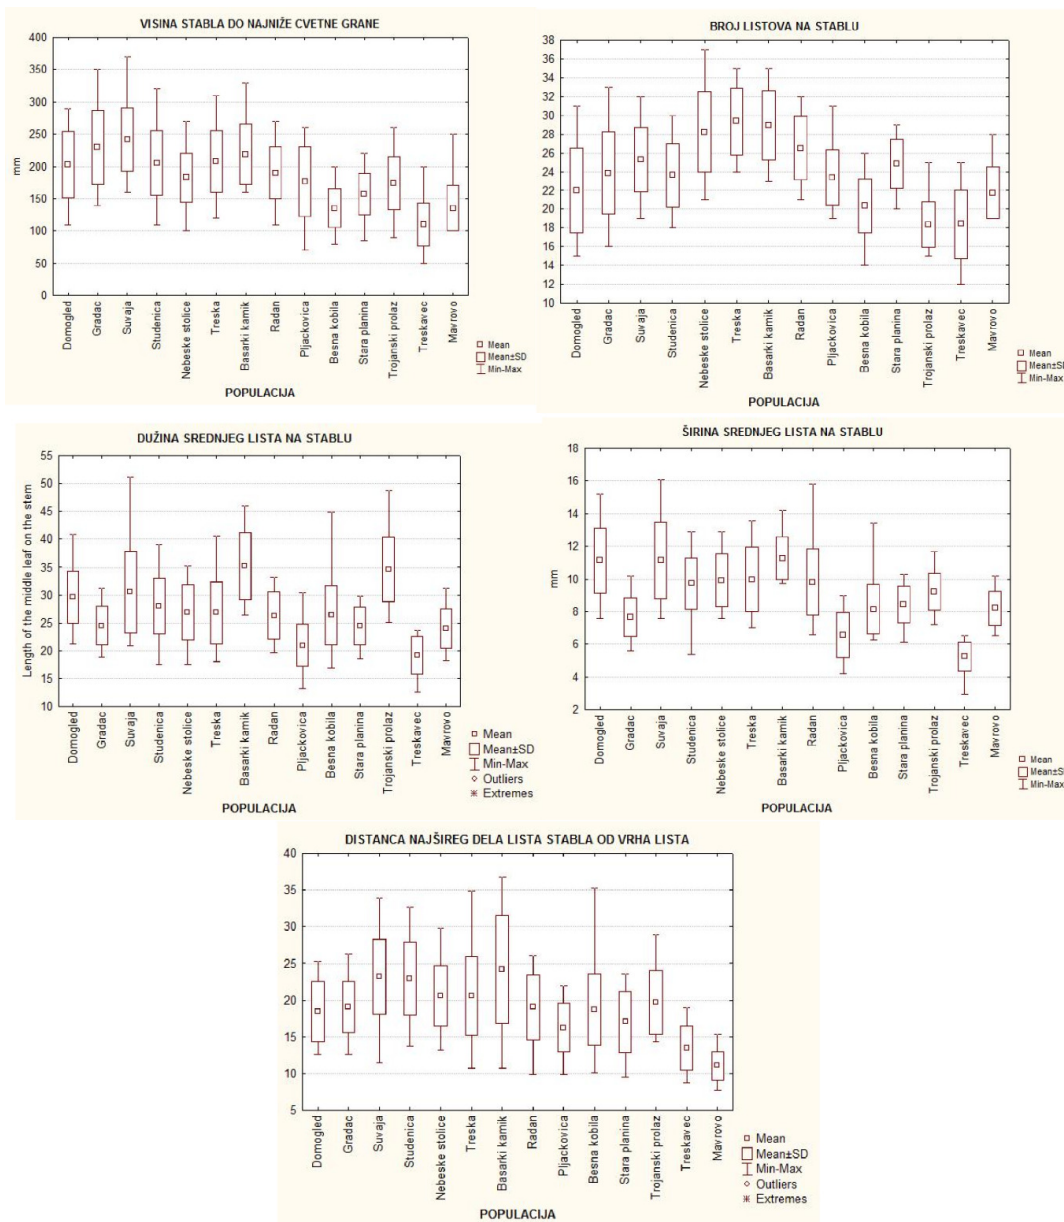 VISINA STABLA DO NAJNIŽE CVETNE GRANE
400
350
300
250
200
150
100
50
0
mm
Domogled
Gradac
Suvaja
Studenica
Nebeske stolice
Treska
Basarki kamik
Radan
Pljackovica
Besna kobila
Stara planina
Trojanski prolaz
Treskavec
Mavrovo
Mean
Mean±SD
Min-Max
POPULACIJA
BROJ LISTOVA NA STABLU
38
36
34
32
30
28
26
24
22
20
18
16
14
12
10
Domogled
Gradac
Suvaja
Studenica
Nebeske stolice
Treska
Basarki kamik
Radan
Pljackovica
Besna kobila
Stara planina
Trojanski prolaz
Treskavec
Mavrovo
Mean
Mean±SD
Min-Max
POPULACIJA
DUŽINA SREDNJEG LISTA NA STABLU
55
50
45
40
35
30
25
20
15
10
Length of the middle leaf on the stem
Domogled
Gradac
Suvaja
Studenica
Nebeske stolice
Treska
Basarki kamik
Radan
Pljackovica
Besna kobila
Stara planina
Trojanski prolaz
Treskavec
Mavrovo
Mean
Mean±SD
Min-Max
Outliers
Extremes
POPULACIJA
ŠIRINA SREDNJEG LISTA NA STABLU
18
16
14
12
10
8
6
4
2
mm
Domogled
Gradac
Suvaja
Studenica
Nebeske stolice
Treska
Basarki kamik
Radan
Pljackovica
Besna kobila
Stara planina
Trojanski prolaz
Treskavec
Mavrovo
Mean
Mean±SD
Min-Max
POPULACIJA
DISTANCA NAJŠIREG DELA LISTA STABLA OD VRHA LISTA
40
35
30
25
20
15
10
5
Domogled
Gradac
Suvaja
Studenica
Nebeske stolice
Treska
Basarki kamik
Radan
Pljackovica
Besna kobila
Stara planina
Trojanski prolaz
Treskavec
Mavrovo
Mean
Mean±SD
Min-Max
Outliers
Extremes
POPULACIJA